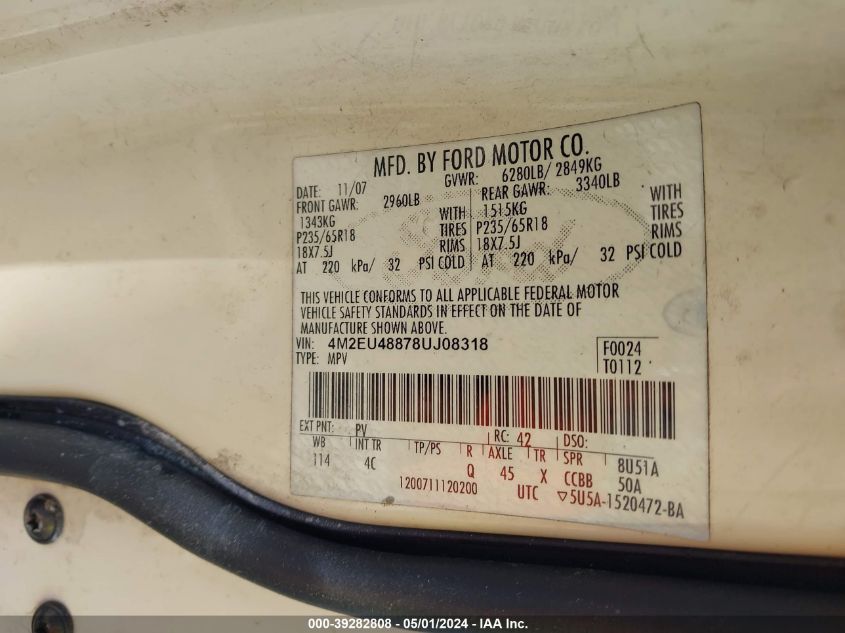 MFD. BY FORD MOTOR CO.
DATE: 11/07 GVWR: 6280LB/ 2849KG
FRONT GAWR: 2960LB REAR GAWR: 3340LB
1343KG WITH 1515KG WITH
P235/65R18 TIRES P235/65R18 TIRES
18X7.5J RIMS 18X7.5J RIMS
AT 220 kPa/ 32 PSI COLD AT 220 kPa/ 32 PSI COLD
THIS VEHICLE CONFORMS TO ALL APPLICABLE FEDERAL MOTOR
VEHICLE SAFETY STANDARDS IN EFFECT ON THE DATE OF
MANUFACTURE SHOWN ABOVE.
VIN: 4M2EU48878UJ08318 F0024
TYPE: MPV T0112
EXT PNT: PV RC: 42 DSO:
WB INT TR TP/PS R AXLE TR SPR 8U51A
114 4C Q 45 X CCBB 50A
1200711120200 UTC ▽5U5A-1520472-BA
000-39282808 - 05/01/2024 - IAA, Inc.